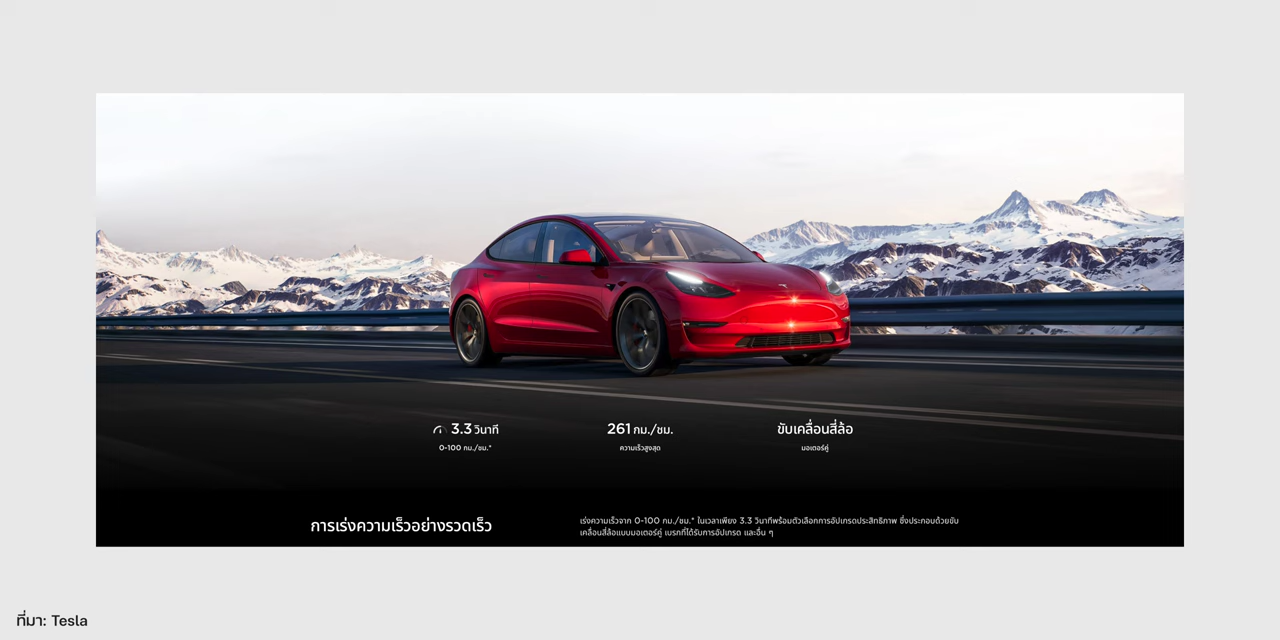 3.3 วินาที
0-100 กม./ชม.*
261 กม./ชม.
ความเร็วสูงสุด
ขับเคลื่อนสี่ล้อ
มอเตอร์คู่
การเร่งความเร็วอย่างรวดเร็ว
เร่งความเร็วจาก 0-100 กม./ชม.* ในเวลาเพียง 3.3 วินาทีพร้อมตัวเลือกการอัปเกรดประสิทธิภาพ ซึ่งประกอบด้วยขับ
เคลื่อนสี่ล้อแบบมอเตอร์คู่ เบรกที่ได้รับการอัปเกรด และอื่น ๆ
ที่มา: Tesla